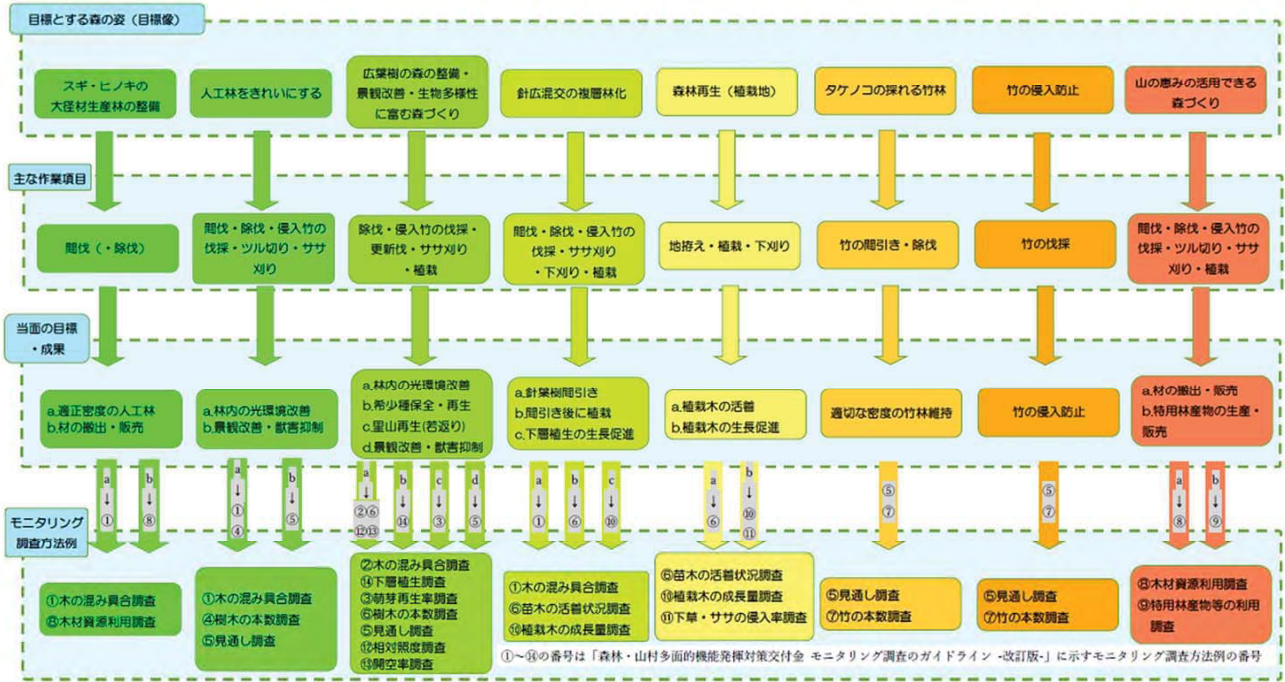 目標とする森の姿（目標像）
スギ・ヒノキの
大径材生産林の整備
人工林をきれいにする
広葉樹の森の整備・
景観改善・生物多様性
に富む森づくり
針広混交の複層林化
森林再生（植栽地）
タケノコの採れる竹林
竹の侵入防止
山の恵みの活用できる
森づくり
主な作業項目
間伐（・除伐）
間伐・除伐・侵入竹の
伐採・ツル切り・ササ
刈り
除伐・侵入竹の伐採・
更新伐・ササ刈り
・植栽
間伐・除伐・侵入竹の
伐採・ササ刈り
・下刈り・植栽
地拵え・植栽・下刈り
竹の間引き・除伐
竹の伐採
間伐・除伐・侵入竹の
伐採・ツル切り・ササ
刈り・植栽
当面の目標
・成果
a.適正密度の人工林
b.材の搬出・販売
a.林内の光環境改善
b.景観改善・獣害抑制
a.林内の光環境改善
b.希少種保全・再生
c.里山再生(若返り)
d.景観改善・獣害抑制
a.針葉樹間引き
b.間引き後に植栽
c.下層植生の生長促進
a.植栽木の活着
b.植栽木の生長促進
適切な密度の竹林維持
竹の侵入防止
a.材の搬出・販売
b.特用林産物の生産・
販売
モニタリング
調査方法例
a
↓
①
b
↓
⑧
a
↓
①
④
b
↓
⑤
a
↓
②⑥
⑫⑬
b
↓
⑭
c
↓
③
d
↓
⑤
a
↓
①
b
↓
⑥
c
↓
⑩
a
↓
⑥
b
↓
⑩
⑪
⑤
⑦
⑤
⑦
a
↓
⑧
b
↓
⑨
①木の混み具合調査
⑧木材資源利用調査
①木の混み具合調査
④樹木の本数調査
⑤見通し調査
②木の混み具合調査
⑭下層植生調査
③萌芽再生率調査
⑥樹木の本数調査
⑤見通し調査
⑫相対照度調査
⑬開空率調査
①木の混み具合調査
⑥苗木の活着状況調査
⑩植栽木の成長量調査
⑥苗木の活着状況調査
⑩植栽木の成長量調査
⑪下草・ササの侵入率調査
⑤見通し調査
⑦竹の本数調査
⑤見通し調査
⑦竹の本数調査
⑧木材資源利用調査
⑨特用林産物等の利用
調査
①～⑭の番号は「森林・山村多面的機能発揮対策交付金 モニタリング調査のガイドライン -改訂版-」に示すモニタリング調査方法例の番号